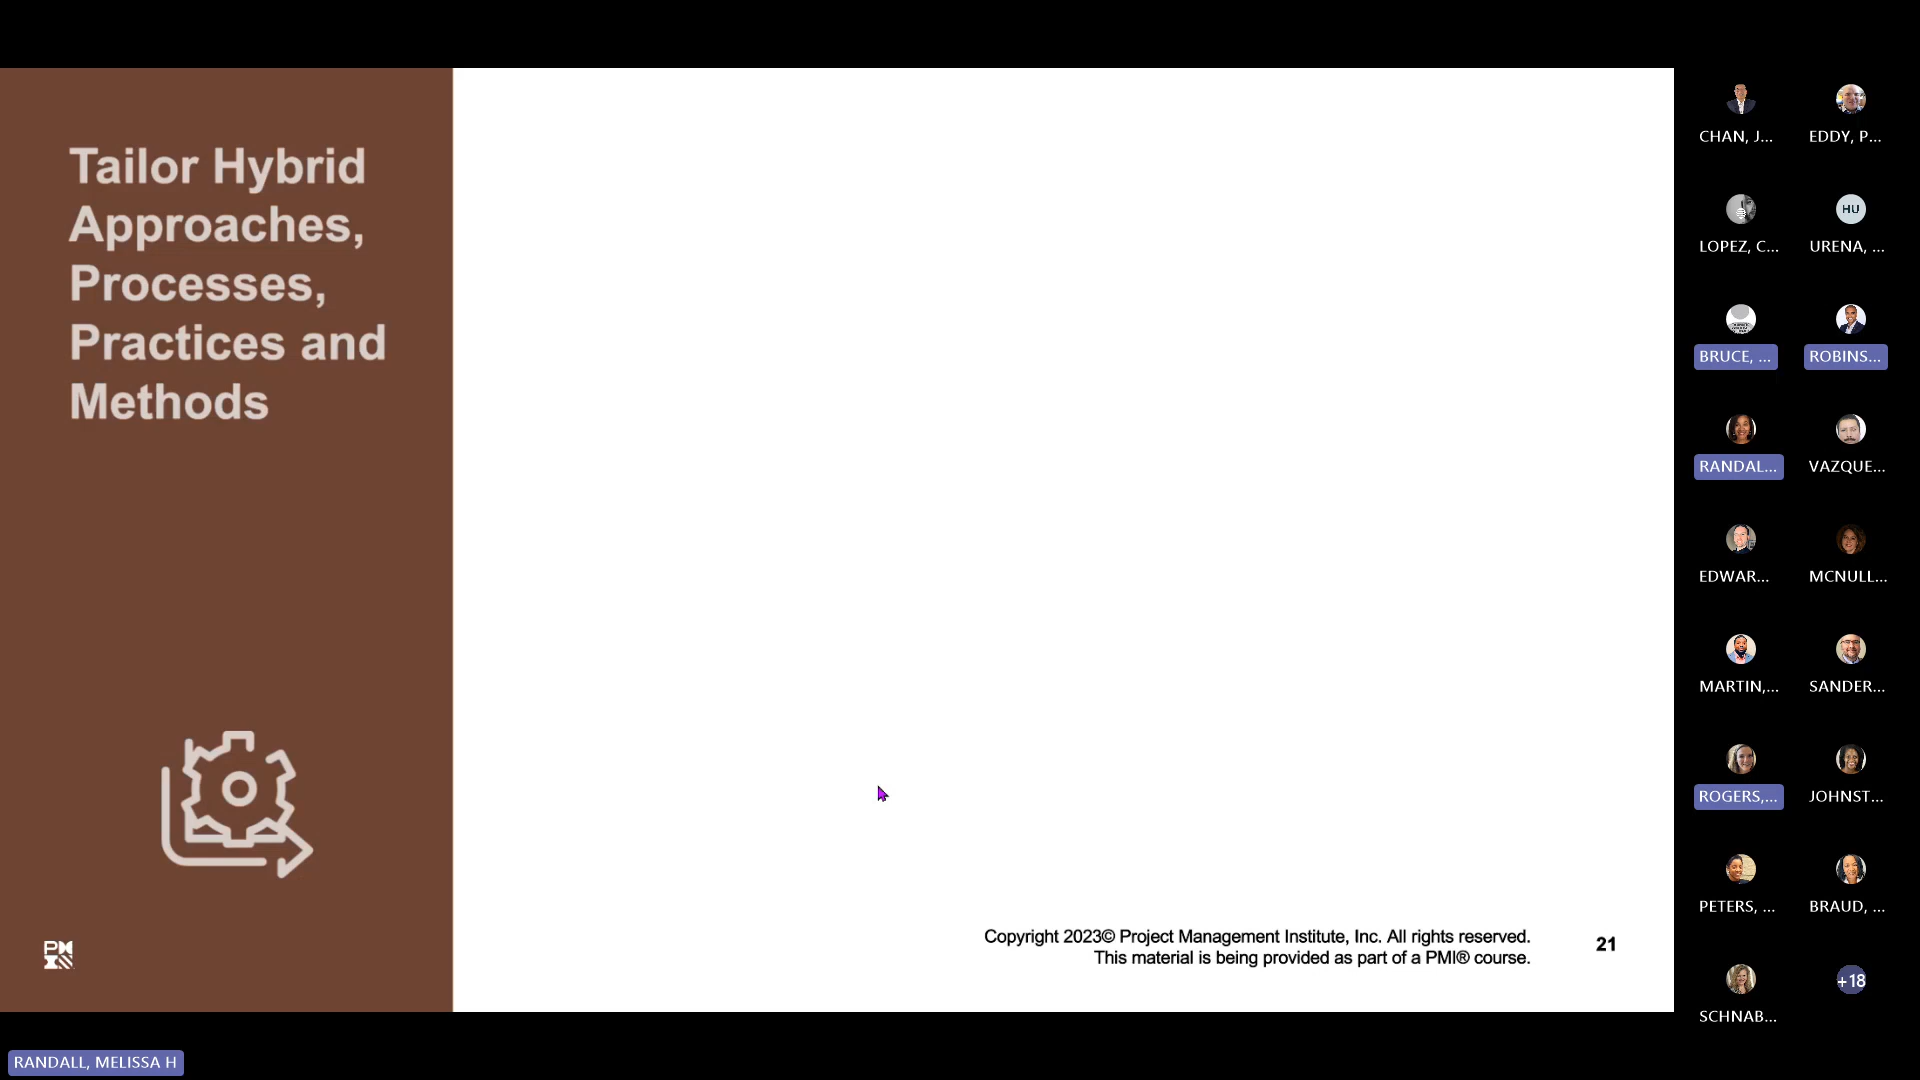 Tailor Hybrid
Approaches,
Processes,
Practices and
Methods
PM
Copyright 2023© Project Management Institute, Inc. All rights reserved.
This material is being provided as part of a PMI® course.
21
CHAN, J...
EDDY, P...
LOPEZ, C...
HU
URENA, ...
BRUCE, ...
ROBINS...
RANDAL...
VAZQUE...
EDWAR...
MCNULL...
MARTIN,...
SANDER...
ROGERS,...
JOHNST...
PETERS, ...
BRAUD, ...
SCHNAB...
+18
RANDALL, MELISSA H